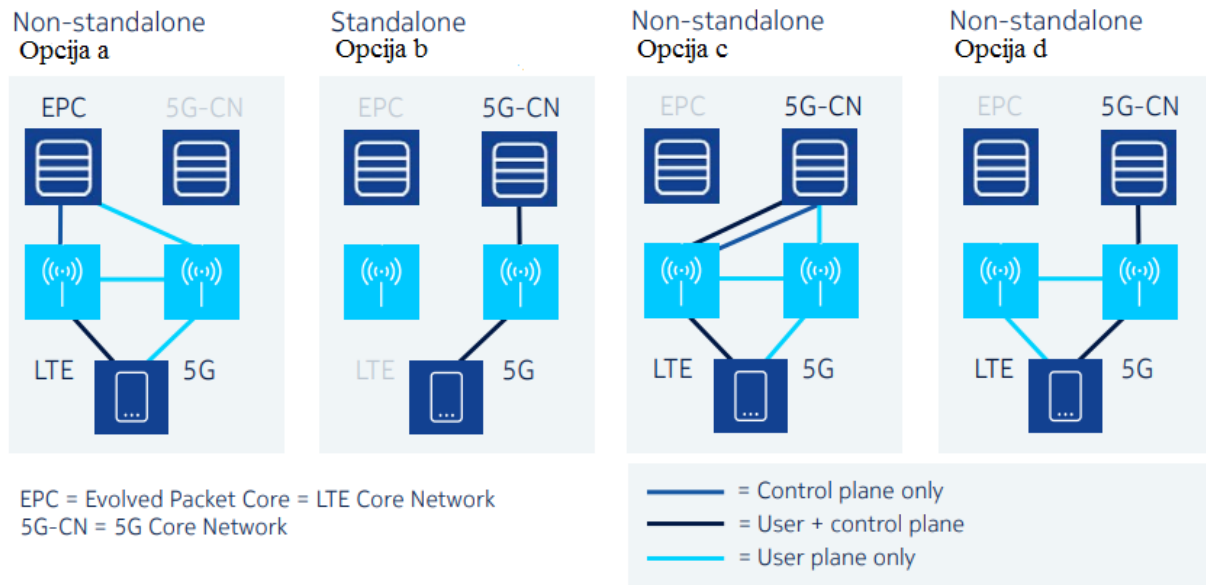 Non-standalone
Opcija a
Standalone
Opcija b
Non-standalone
Opcija c
Non-standalone
Opcija d
EPC 5G-CN
EPC 5G-CN
EPC 5G-CN
EPC 5G-CN
LTE 5G
LTE 5G
LTE 5G
LTE 5G
EPC = Evolved Packet Core = LTE Core Network
5G-CN = 5G Core Network
= Control plane only
= User + control plane
= User plane only